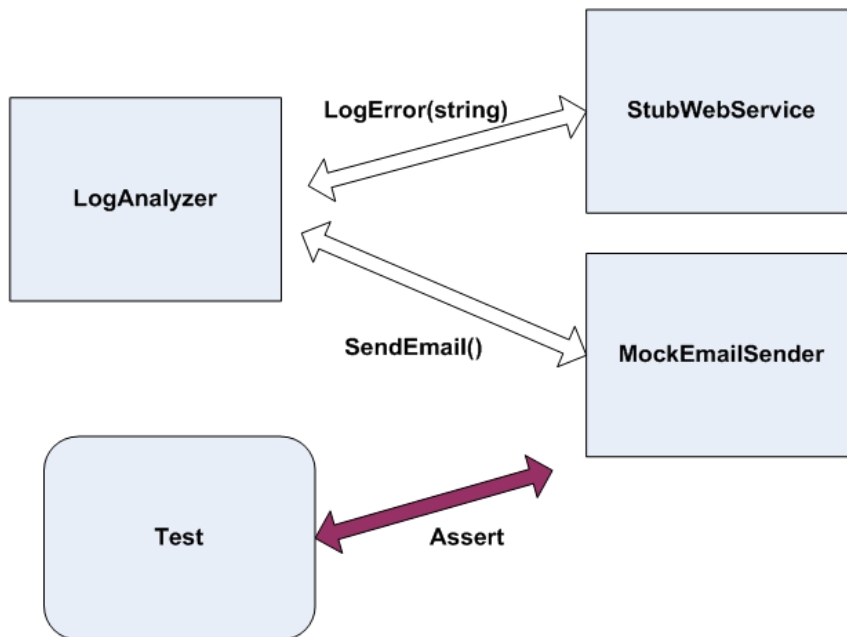 LogError(string)
StubWebService
LogAnalyzer
SendEmail()
MockEmailSender
Test
Assert